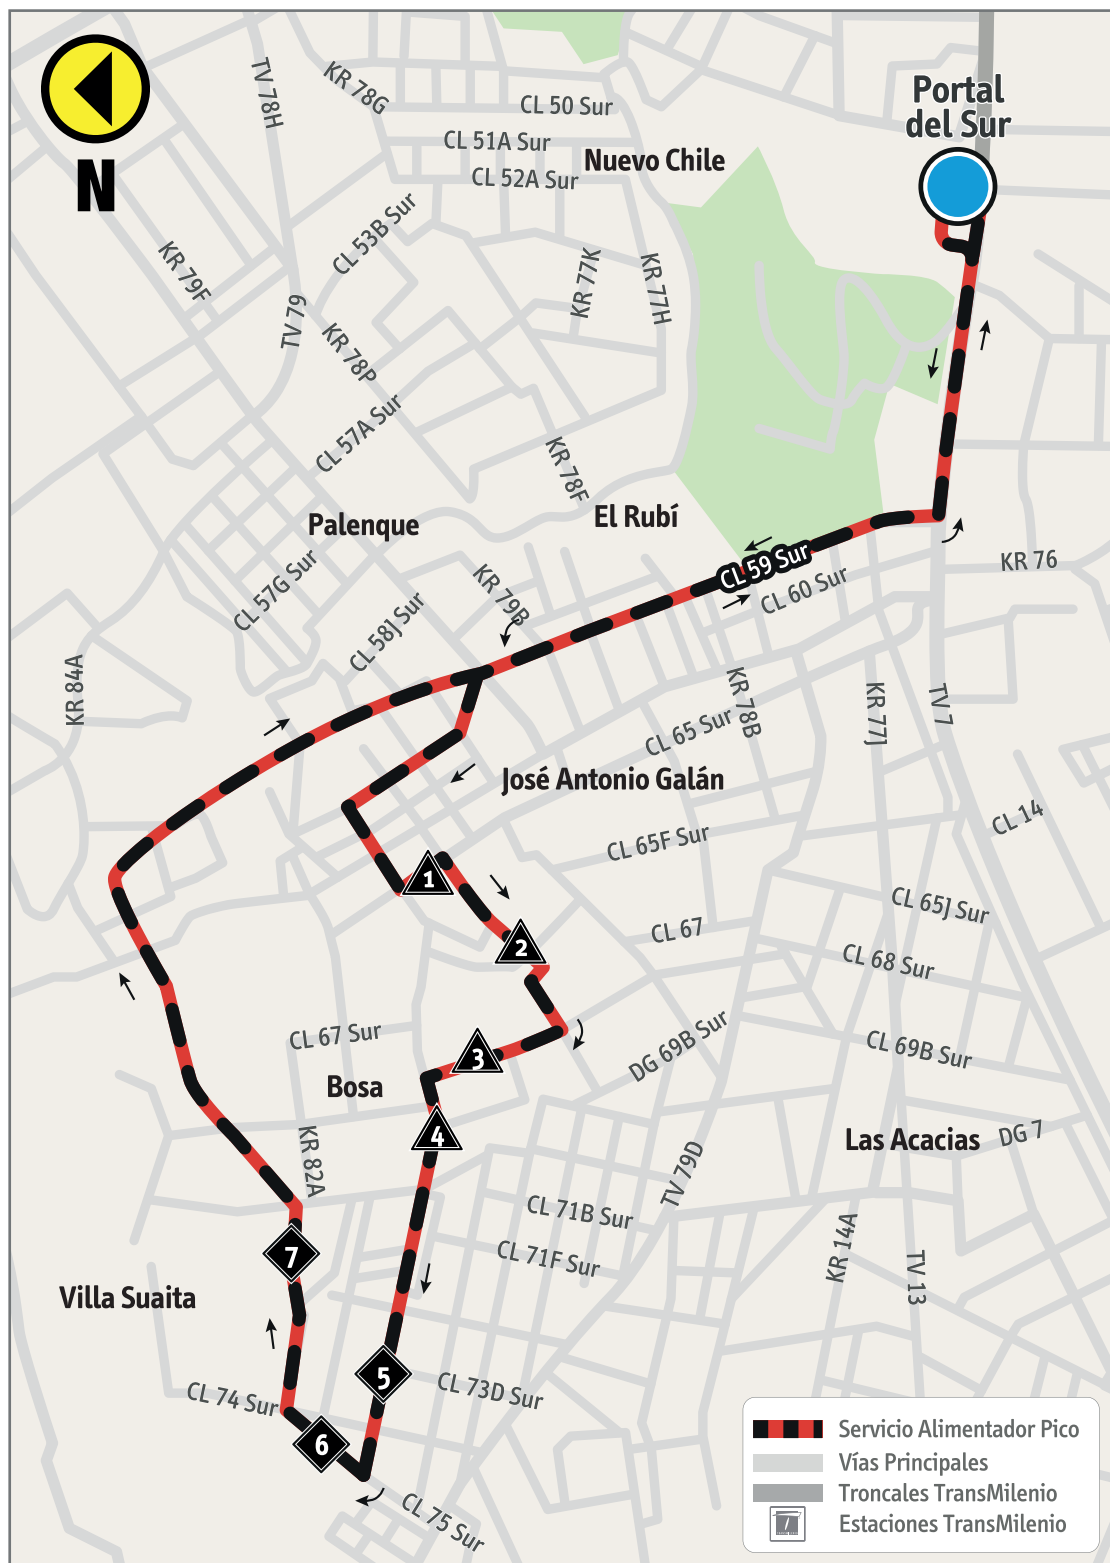 N
TV 78H
KR 78G
CL 50 Sur
CL 51A Sur
CL 52A Sur
Nuevo Chile
Portal
del Sur
CL 53B Sur
KR 79F
KR 77K
KR 77H
TV 79
KR 78P
CL 57A Sur
KR 78F
Palenque
El Rubí
CL 59 Sur
KR 76
CL 60 Sur
CL 57G Sur
KR 79B
CL 58J Sur
KR 84A
KR 78B
KR 77J
TV 7
CL 65 Sur
José Antonio Galán
CL 14
CL 65F Sur
1
CL 65J Sur
2
CL 67
CL 68 Sur
CL 67 Sur
3
DG 69B Sur
CL 69B Sur
Bosa
4
Las Acacias
DG 7
KR 82A
TV 79D
CL 71B Sur
7
CL 71F Sur
KR 14A
TV 13
Villa Suaita
5
CL 73D Sur
CL 74 Sur
6
CL 75 Sur
Servicio Alimentador Pico
Vías Principales
Troncales TransMilenio
Estaciones TransMilenio